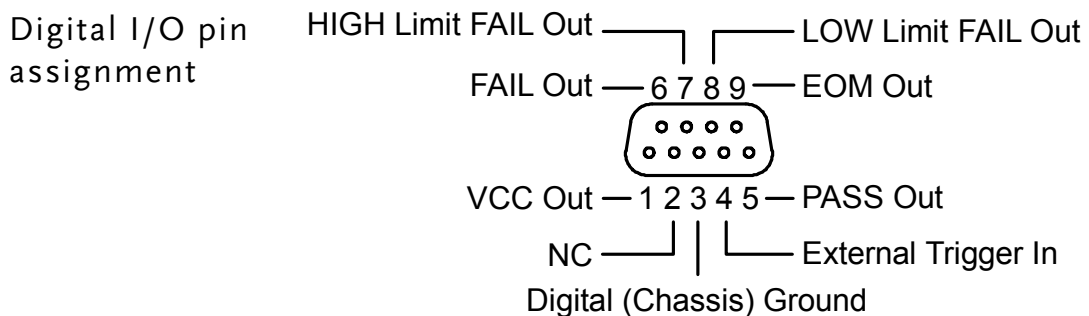 Digital I/O pin
assignment
HIGH Limit FAIL Out
LOW Limit FAIL Out
FAIL Out
6 7 8 9
EOM Out
VCC Out
1 2 3 4 5
PASS Out
NC
External Trigger In
Digital (Chassis) Ground